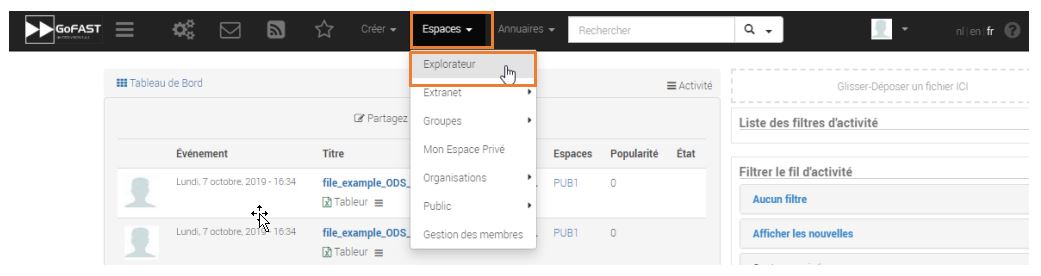 GoFAST
Créer
Espaces
Annuaires
Rechercher
nl en fr
Explorateur
Extranet
Groupes
Mon Espace Privé
Organisations
Public
Gestion des membres
Tableau de Bord
Activité
Partagez
Événement Titre Espaces Popularité État
Lundi, 7 octobre, 2019 - 16:34 file_example_ODS_ PUB1 0
Tableur
Lundi, 7 octobre, 2019 - 16:34 file_example_ODS_ PUB1 0
Tableur
Glisser-Déposer un fichier ICI
Liste des filtres d'activité
Filtrer le fil d'activité
Aucun filtre
Afficher les nouvelles